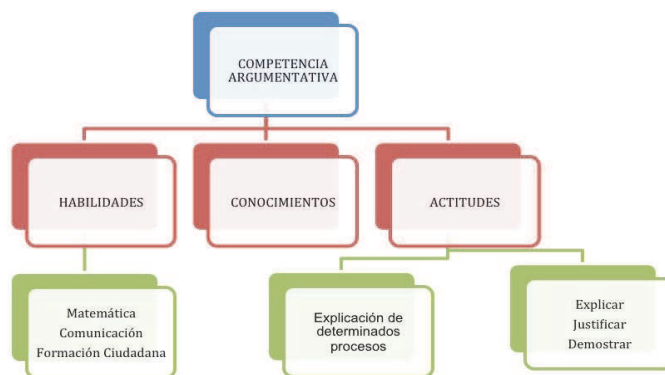 COMPETENCIA
ARGUMENTATIVA
HABILIDADES
CONOCIMIENTOS
ACTITUDES
Matemática
Comunicación
Formación Ciudadana
Explicación de
determinados
procesos
Explicar
Justificar
Demostrar